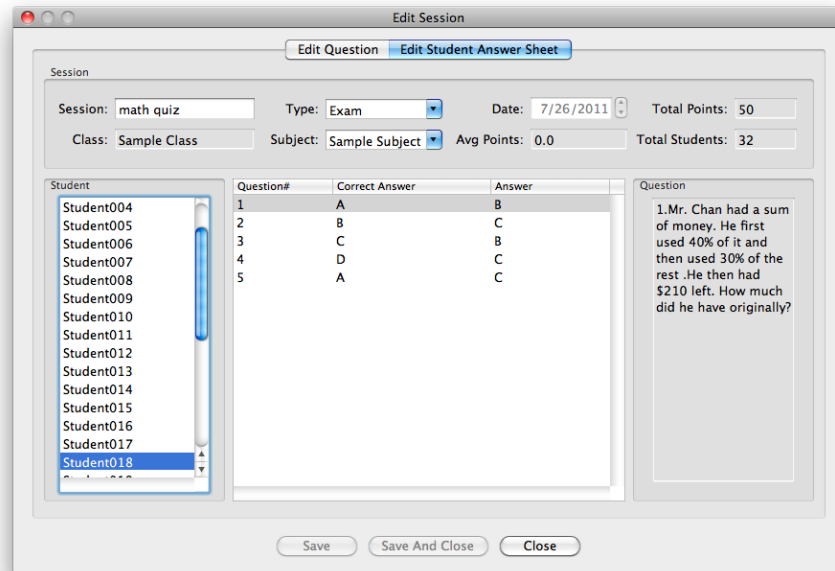 Edit Session
Edit Question Edit Student Answer Sheet
Session
Session: math quiz Type: Exam Date: 7/26/2011 Total Points: 50
Class: Sample Class Subject: Sample Subject Avg Points: 0.0 Total Students: 32
Student
Student004
Student005
Student006
Student007
Student008
Student009
Student010
Student011
Student012
Student013
Student014
Student015
Student016
Student017
Student018
Question# Correct Answer Answer
1 A B
2 B C
3 C B
4 D C
5 A C
Question
1.Mr. Chan had a sum
of money. He first
used 40% of it and
then used 30% of the
rest .He then had
$210 left. How much
did he have originally?
Save Save And Close Close